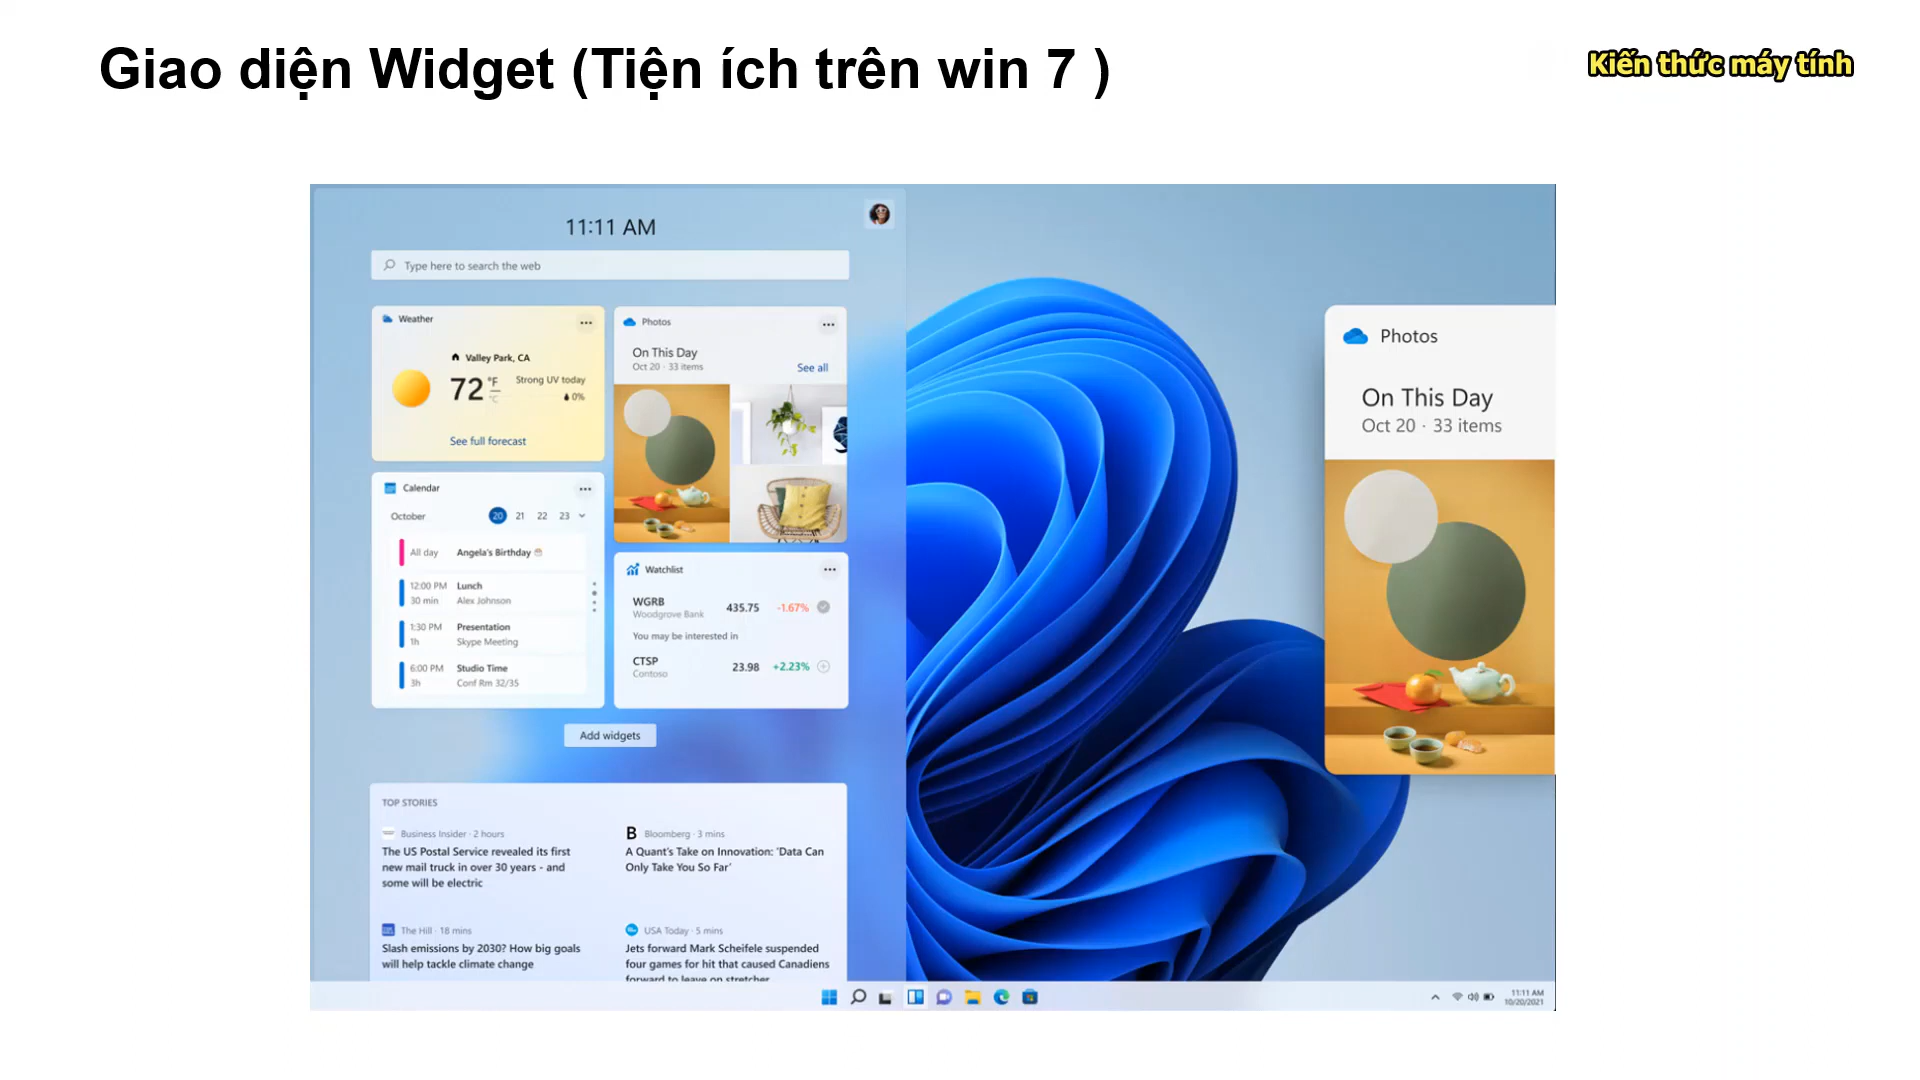 Giao diện Widget (Tiện ích trên win 7 )
Kiến thức máy tính
11:11 AM
Type here to search the web
Weather
Valley Park, CA
72 °F
°C
Strong UV today
0%
See full forecast
Photos
On This Day
Oct 20 · 33 items
See all
Calendar
October
20 21 22 23
All day Angela's Birthday
12:00 PM Lunch
30 min Alex Johnson
1:30 PM Presentation
1h Skype Meeting
6:00 PM Studio Time
3h Conf Rm 32/35
Watchlist
WGRB 435.75 -1.67%
Woodgrove Bank
You may be interested in
CTSP 23.98 +2.23%
Contoso
Add widgets
TOP STORIES
Business Insider · 2 hours
The US Postal Service revealed its first
new mail truck in over 30 years - and
some will be electric
B Bloomberg · 3 mins
A Quant's Take on Innovation: 'Data Can
Only Take You So Far'
The Hill · 18 mins
Slash emissions by 2030? How big goals
will help tackle climate change
USA Today · 5 mins
Jets forward Mark Scheifele suspended
four games for hit that caused Canadiens
forward to leave on stretcher
Photos
On This Day
Oct 20 · 33 items
11:11 AM
10/20/2021